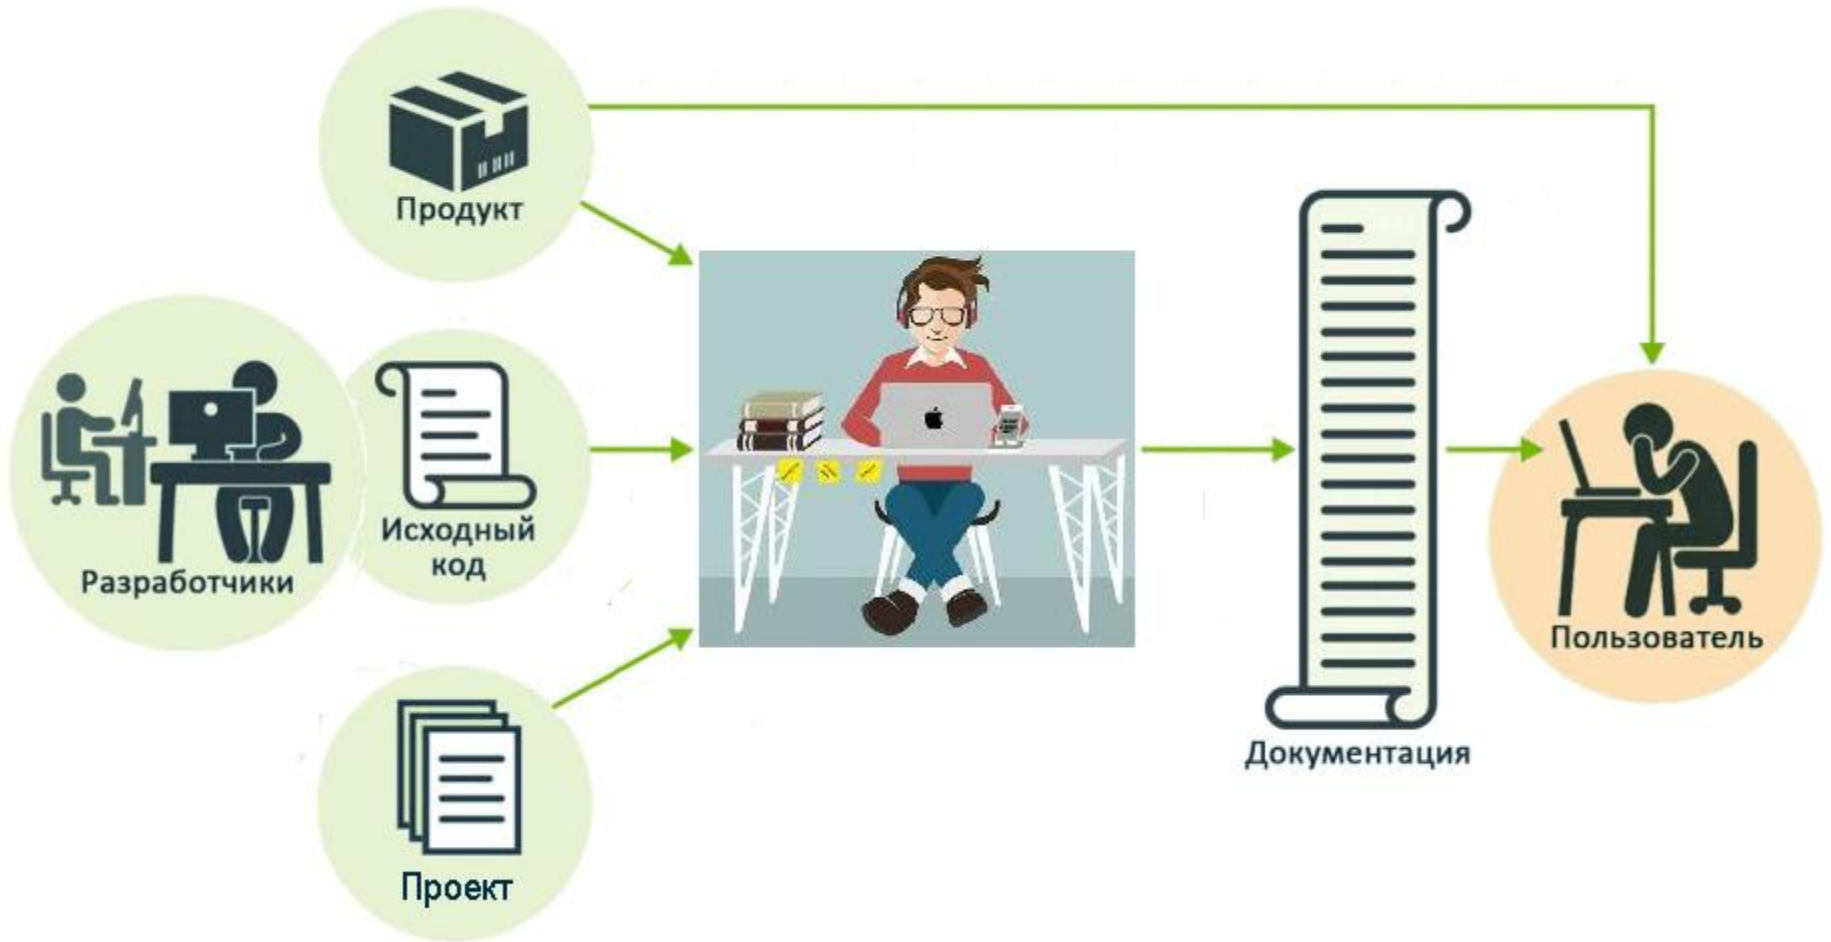 Продукт
Разработчики
Исходный
код
Проект
Документация
Пользователь